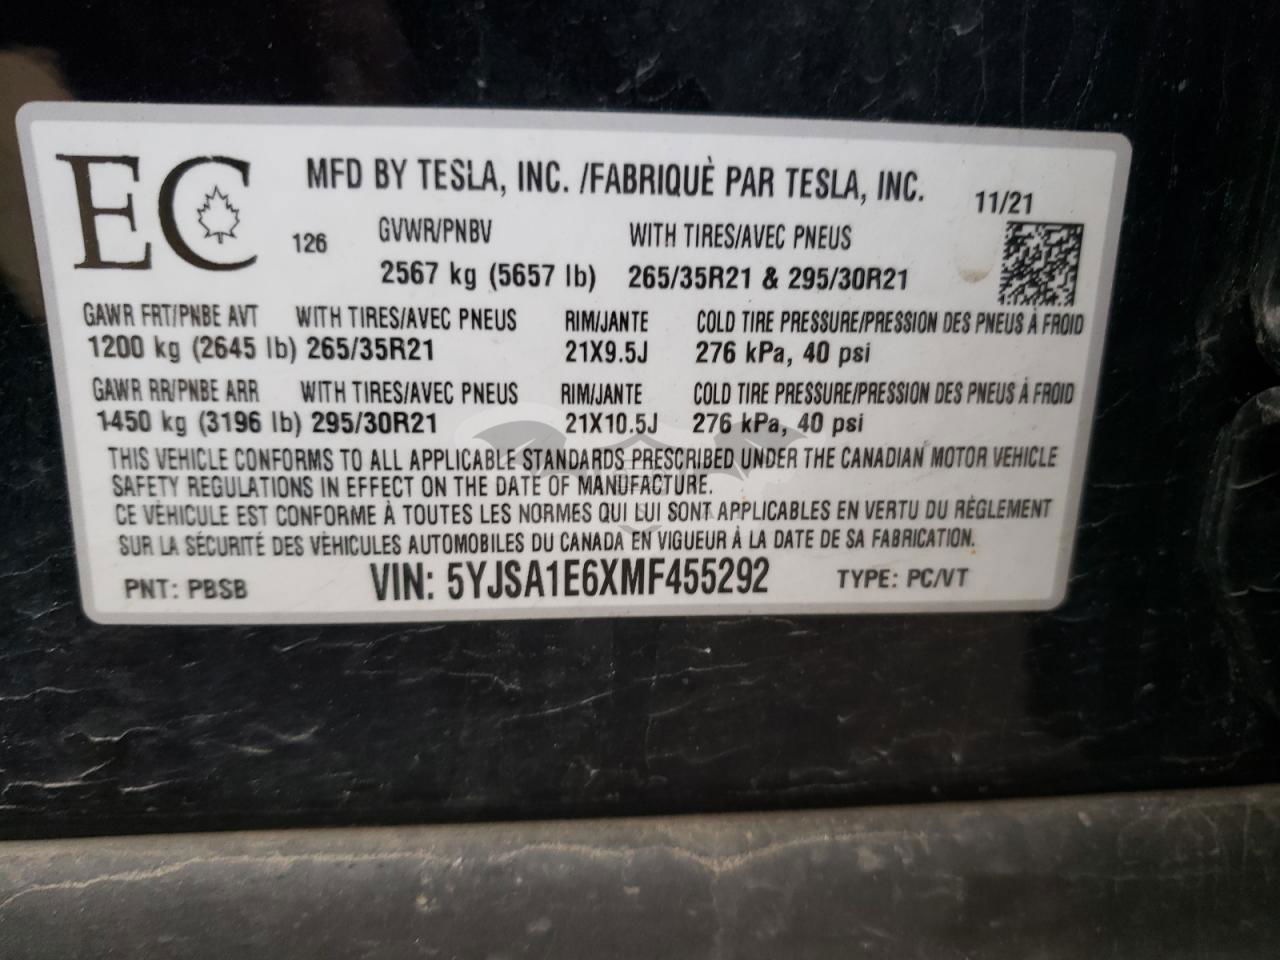 EC
MFD BY TESLA, INC. /FABRIQUÈ PAR TESLA, INC.
11/21
126
GVWR/PNBV WITH TIRES/AVEC PNEUS
2567 kg (5657 lb) 265/35R21 & 295/30R21
GAWR FRT/PNBE AVT WITH TIRES/AVEC PNEUS RIM/JANTE COLD TIRE PRESSURE/PRESSION DES PNEUS À FROID
1200 kg (2645 lb) 265/35R21 21X9.5J 276 kPa, 40 psi
GAWR RR/PNBE ARR WITH TIRES/AVEC PNEUS RIM/JANTE COLD TIRE PRESSURE/PRESSION DES PNEUS À FROID
1450 kg (3196 lb) 295/30R21 21X10.5J 276 kPa, 40 psi
THIS VEHICLE CONFORMS TO ALL APPLICABLE STANDARDS PRESCRIBED UNDER THE CANADIAN MOTOR VEHICLE
SAFETY REGULATIONS IN EFFECT ON THE DATE OF MANUFACTURE.
CE VÈHICULE EST CONFORME À TOUTES LES NORMES QUI LUI SONT APPLICABLES EN VERTU DU RÈGLEMENT
SUR LA SÉCURITÉ DES VÈHICULES AUTOMOBILES DU CANADA EN VIGUEUR À LA DATE DE SA FABRICATION.
PNT: PBSB VIN: 5YJSA1E6XMF455292 TYPE: PC/VT